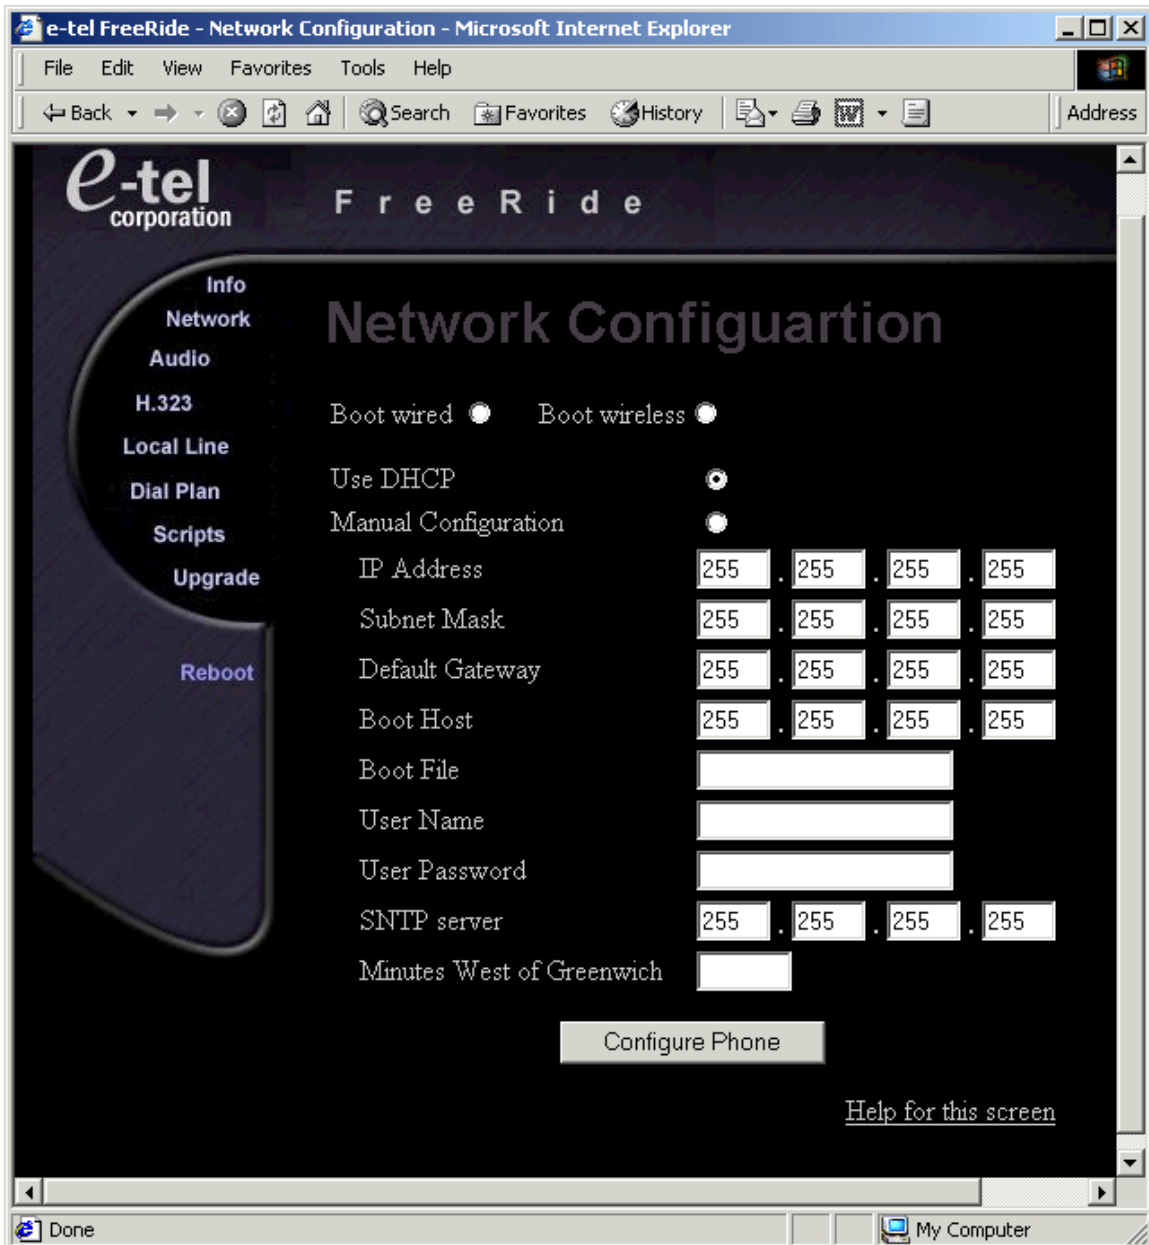 e-tel FreeRide - Network Configuration - Microsoft Internet Explorer
File Edit View Favorites Tools Help
Back Search Favorites History Address
e-tel
corporation
FreeRide
Info
Network
Audio
H.323
Local Line
Dial Plan
Scripts
Upgrade
Reboot
Network Configuartion
Boot wired Boot wireless
Use DHCP
Manual Configuration
IP Address 255 . 255 . 255 . 255
Subnet Mask 255 . 255 . 255 . 255
Default Gateway 255 . 255 . 255 . 255
Boot Host 255 . 255 . 255 . 255
Boot File
User Name
User Password
SNTP server 255 . 255 . 255 . 255
Minutes West of Greenwich
Configure Phone
Help for this screen
Done My Computer